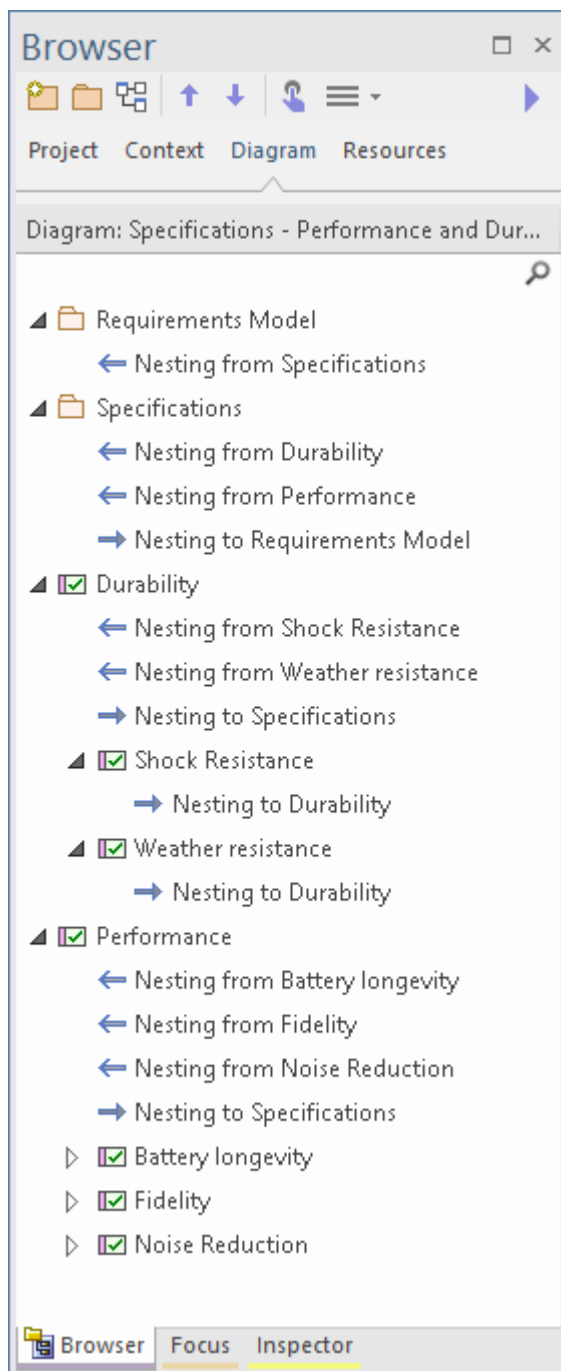 Browser
Project Context Diagram Resources
Diagram: Specifications - Performance and Dur...
Requirements Model
Nesting from Specifications
Specifications
Nesting from Durability
Nesting from Performance
Nesting to Requirements Model
Durability
Nesting from Shock Resistance
Nesting from Weather resistance
Nesting to Specifications
Shock Resistance
Nesting to Durability
Weather resistance
Nesting to Durability
Performance
Nesting from Battery longevity
Nesting from Fidelity
Nesting from Noise Reduction
Nesting to Specifications
Battery longevity
Fidelity
Noise Reduction
Browser Focus Inspector